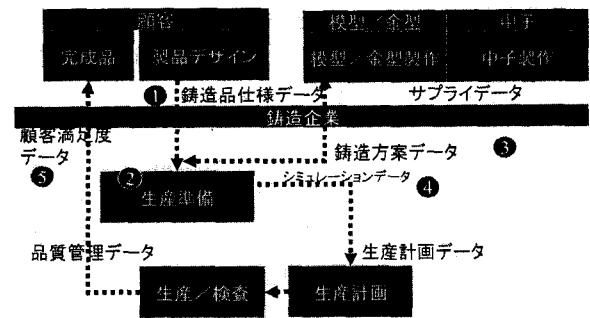 顧客
模型／金型
中子
完成品
製品デザイン
模型／金型製作
中子製作
❶ 鋳造品仕様データ
サプライデータ
鋳造企業
顧客満足度
データ
❺
鋳造方案データ
❸
❷
生産準備
シミュレーションデータ
❹
品質管理データ
生産計画データ
生産／検査
生産計画